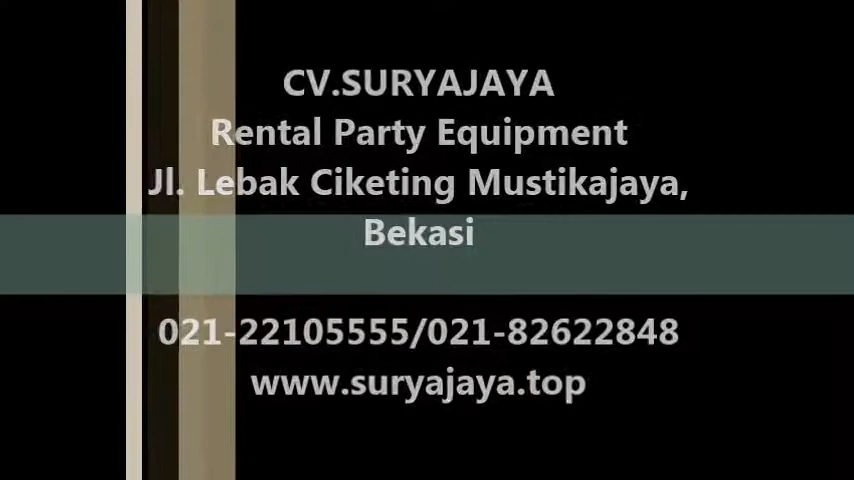 CV.SURYAJAYA
Rental Party Equipment
Jl. Lebak Ciketing Mustikajaya,
Bekasi
021-22105555/021-82622848
www.suryajaya.top